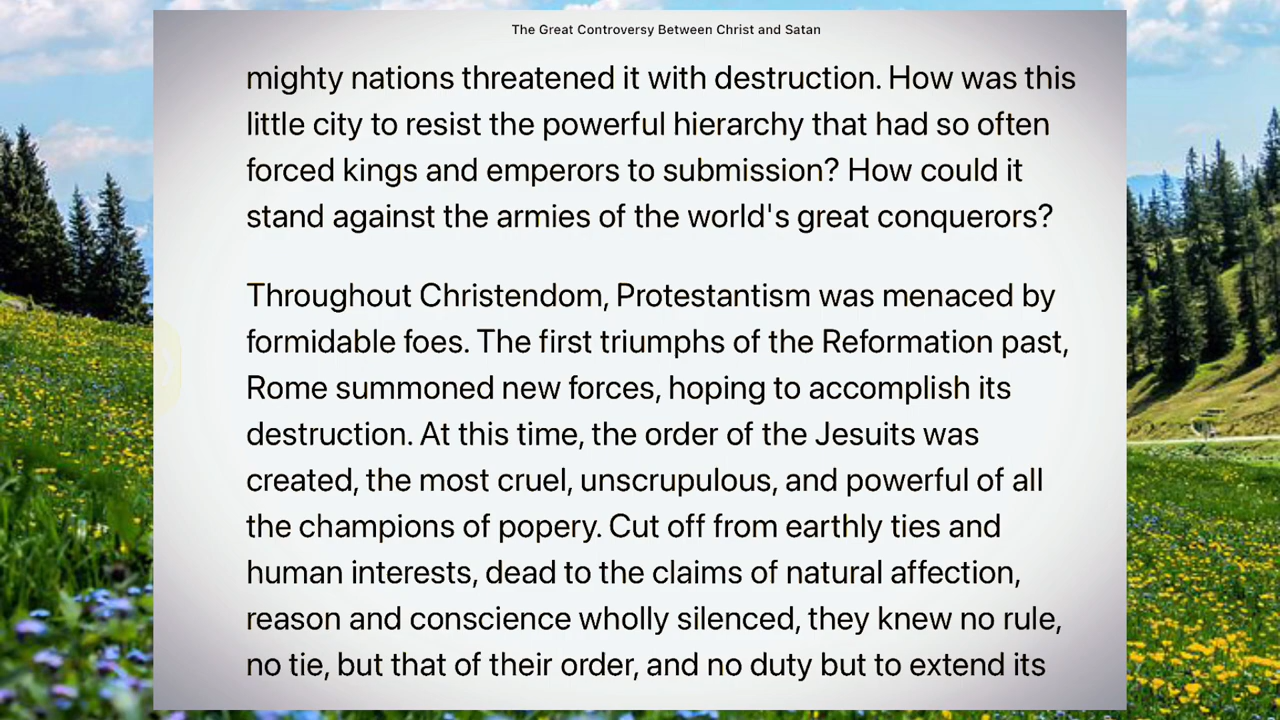 The Great Controversy Between Christ and Satan
mighty nations threatened it with destruction. How was this
little city to resist the powerful hierarchy that had so often
forced kings and emperors to submission? How could it
stand against the armies of the world's great conquerors?
Throughout Christendom, Protestantism was menaced by
formidable foes. The first triumphs of the Reformation past,
Rome summoned new forces, hoping to accomplish its
destruction. At this time, the order of the Jesuits was
created, the most cruel, unscrupulous, and powerful of all
the champions of popery. Cut off from earthly ties and
human interests, dead to the claims of natural affection,
reason and conscience wholly silenced, they knew no rule,
no tie, but that of their order, and no duty but to extend its